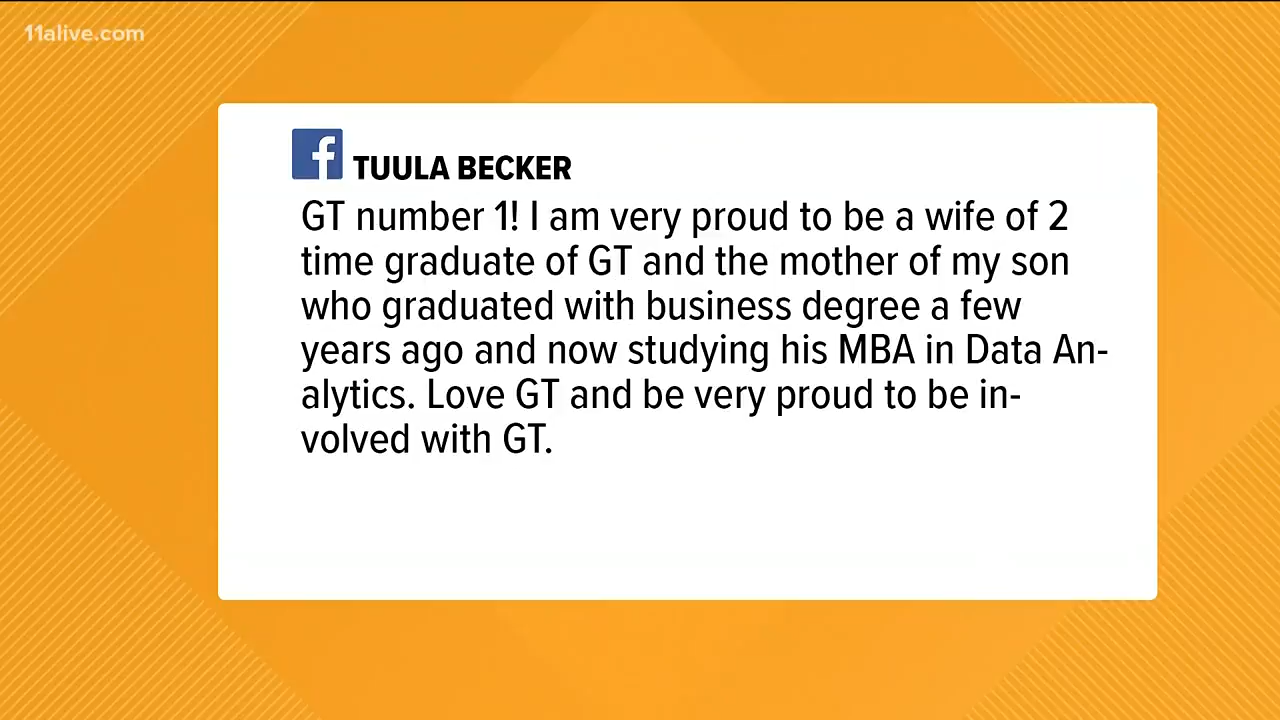 11alive.com
TUULA BECKER
GT number 1! I am very proud to be a wife of 2
time graduate of GT and the mother of my son
who graduated with business degree a few
years ago and now studying his MBA in Data An-
alytics. Love GT and be very proud to be in-
volved with GT.